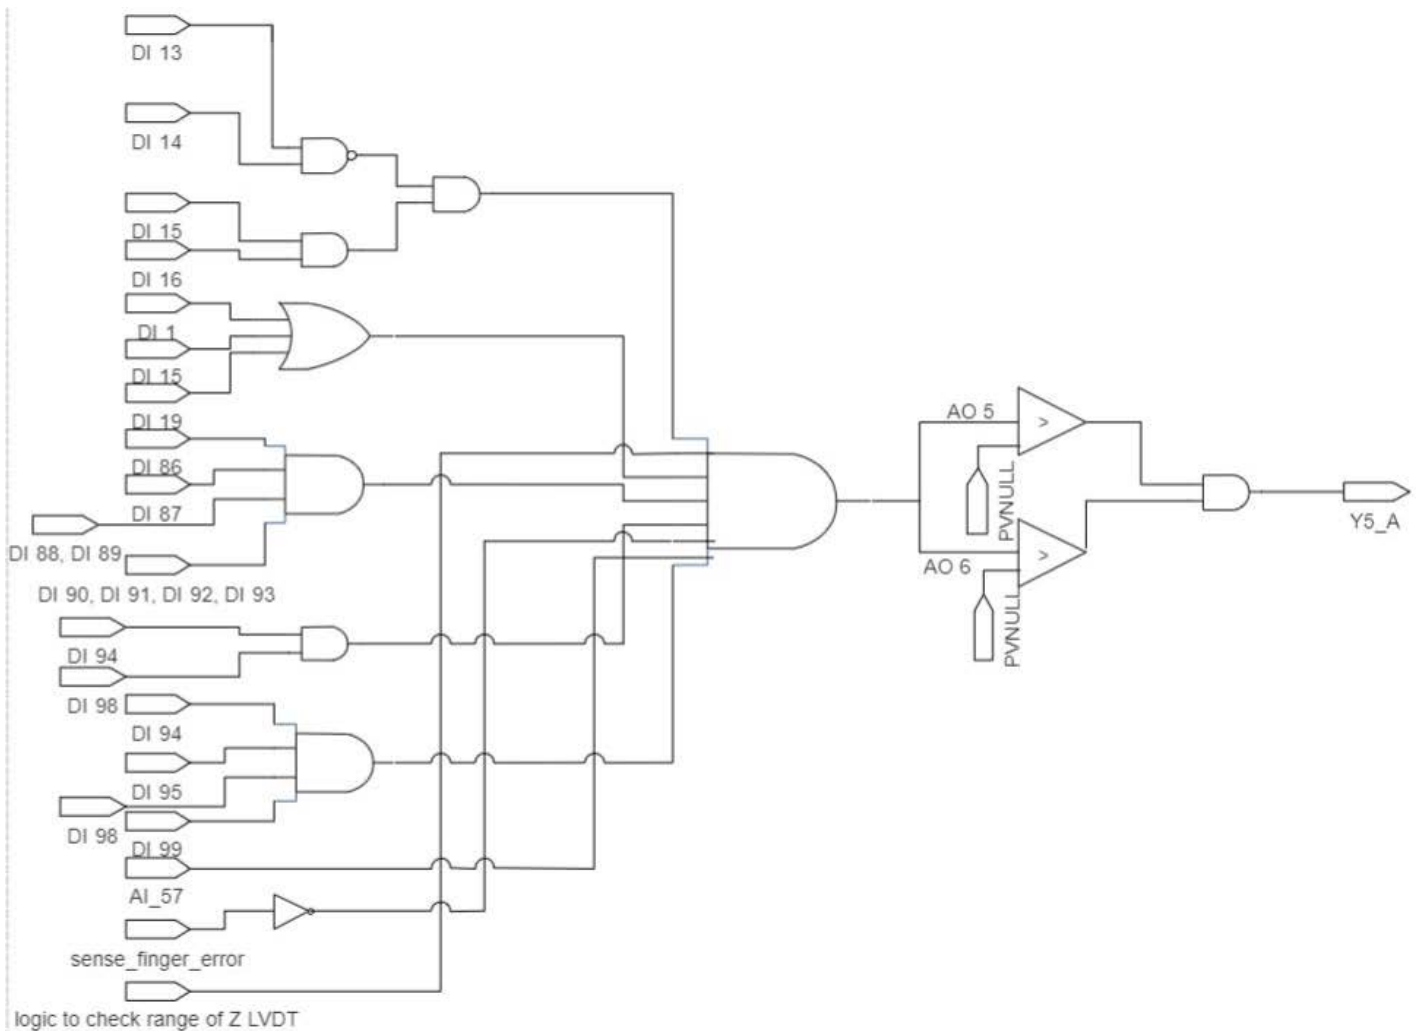 DI 13
DI 14
DI 15
DI 16
DI 1
DI 15
DI 19
DI 86
DI 87
DI 88, DI 89
DI 90, DI 91, DI 92, DI 93
DI 94
DI 98
DI 94
DI 95
DI 98
DI 99
AI_57
sense_finger_error
logic to check range of Z LVDT
AO 5
>
PVNULL
AO 6
>
PVNULL
Y5_A